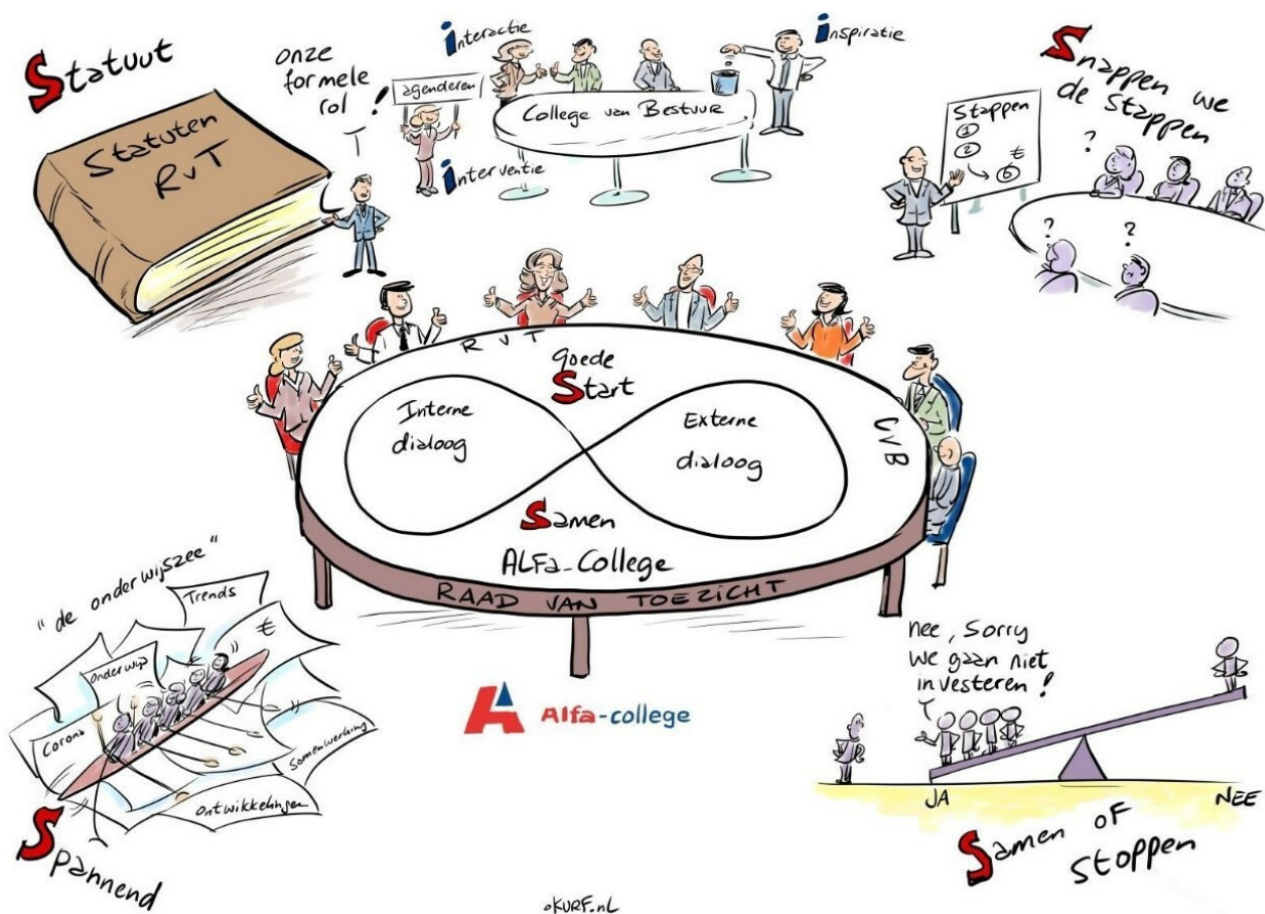 Statuut
Statuten
RvT
onze
formele
rol !
interactie
inspiratie
agenderen
College van Bestuur
interventie
Snappen we
de stappen
Stappen
1
2
€
6
?
?
?
RvT
goede
Start
Interne
dialoog
Externe
dialoog
CvB
Samen
ALFa-College
RAAD VAN TOEZICHT
"de onderwijszee"
Trends
€
Onderwijs
Corona
Samenwerking
Ontwikkelingen
Spannend
Alfa-college
nee, Sorry
we gaan niet
investeren !
JA
NEE
Samen OF
Stoppen
KURF.nL